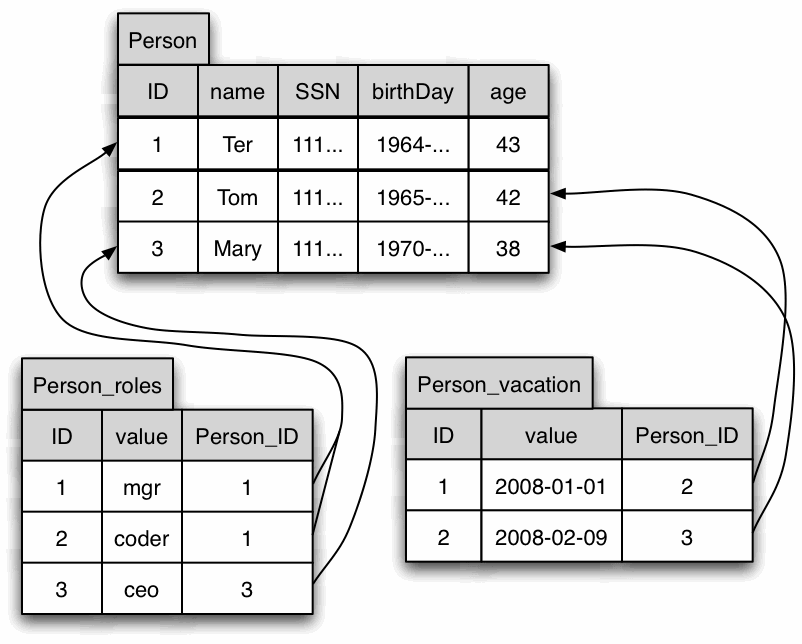 Person
ID name SSN birthDay age
1 Ter 111... 1964-... 43
2 Tom 111... 1965-... 42
3 Mary 111... 1970-... 38
Person_roles
ID value Person_ID
1 mgr 1
2 coder 1
3 ceo 3
Person_vacation
ID value Person_ID
1 2008-01-01 2
2 2008-02-09 3